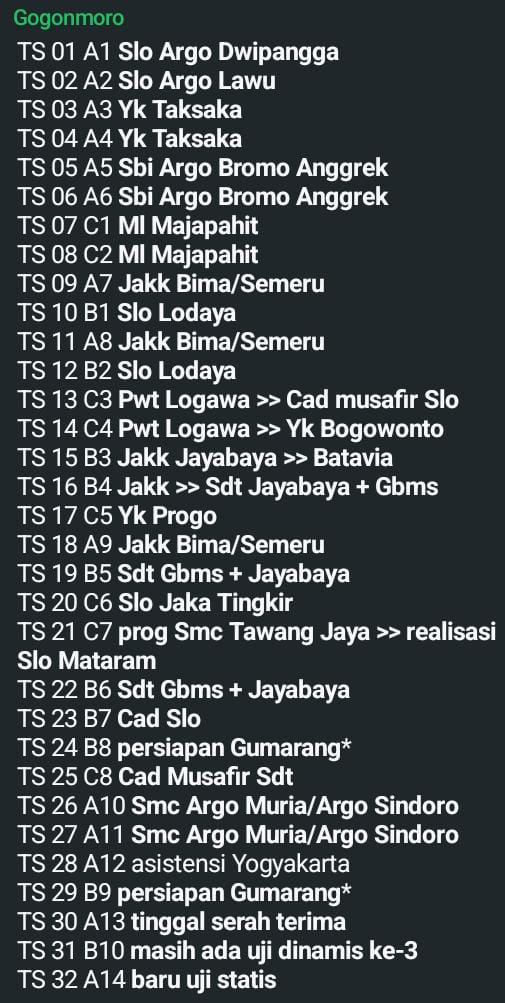 Gogonmoro
TS 01 A1 Slo Argo Dwipangga
TS 02 A2 Slo Argo Lawu
TS 03 A3 Yk Taksaka
TS 04 A4 Yk Taksaka
TS 05 A5 Sbi Argo Bromo Anggrek
TS 06 A6 Sbi Argo Bromo Anggrek
TS 07 C1 Ml Majapahit
TS 08 C2 Ml Majapahit
TS 09 A7 Jakk Bima/Semeru
TS 10 B1 Slo Lodaya
TS 11 A8 Jakk Bima/Semeru
TS 12 B2 Slo Lodaya
TS 13 C3 Pwt Logawa >> Cad musafir Slo
TS 14 C4 Pwt Logawa >> Yk Bogowonto
TS 15 B3 Jakk Jayabaya >> Batavia
TS 16 B4 Jakk >> Sdt Jayabaya + Gbms
TS 17 C5 Yk Progo
TS 18 A9 Jakk Bima/Semeru
TS 19 B5 Sdt Gbms + Jayabaya
TS 20 C6 Slo Jaka Tingkir
TS 21 C7 prog Smc Tawang Jaya >> realisasi
Slo Mataram
TS 22 B6 Sdt Gbms + Jayabaya
TS 23 B7 Cad Slo
TS 24 B8 persiapan Gumarang*
TS 25 C8 Cad Musafir Sdt
TS 26 A10 Smc Argo Muria/Argo Sindoro
TS 27 A11 Smc Argo Muria/Argo Sindoro
TS 28 A12 asistensi Yogyakarta
TS 29 B9 persiapan Gumarang*
TS 30 A13 tinggal serah terima
TS 31 B10 masih ada uji dinamis ke-3
TS 32 A14 baru uji statis